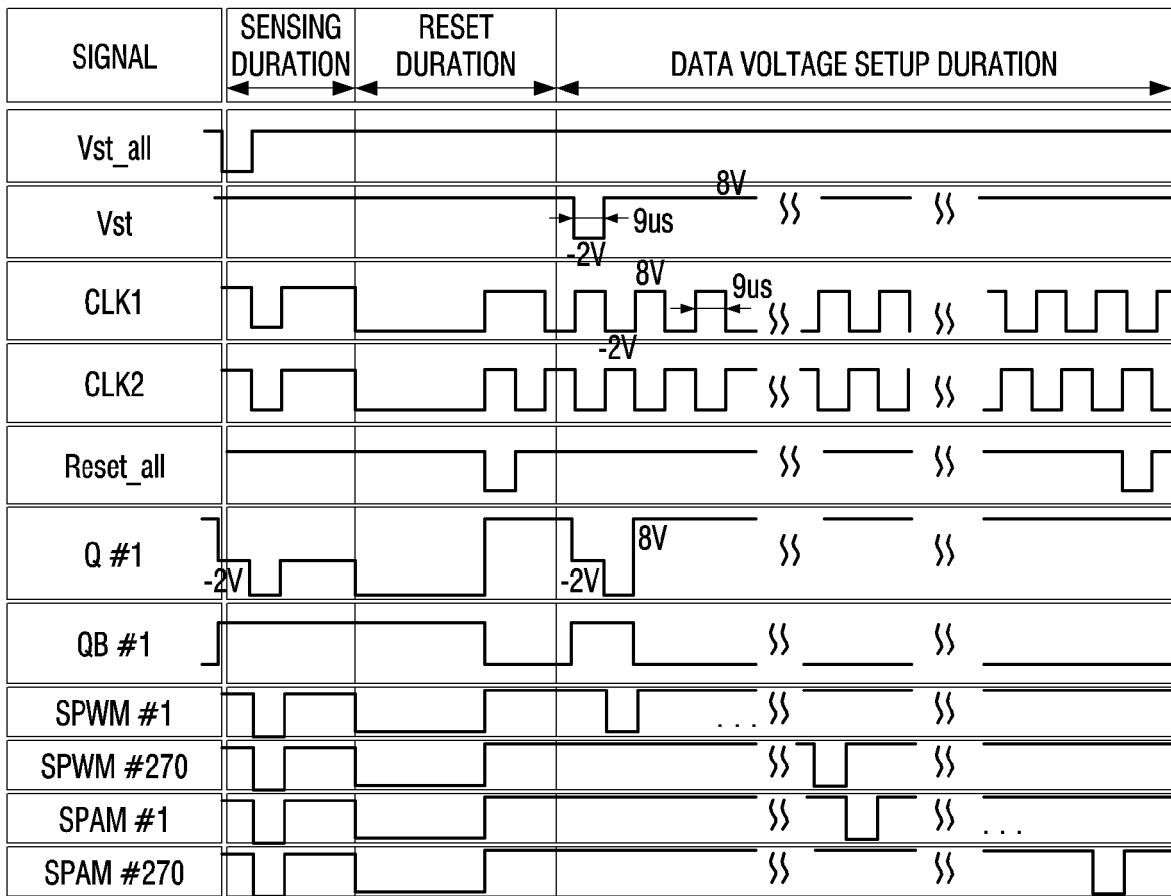 SIGNAL
SENSING
DURATION
RESET
DURATION
DATA VOLTAGE SETUP DURATION
Vst_all
Vst
8V
9us
-2V
CLK1
8V
9us
-2V
CLK2
Reset_all
Q #1
-2V
-2V
8V
QB #1
SPWM #1
. . .
SPWM #270
SPAM #1
. . .
SPAM #270